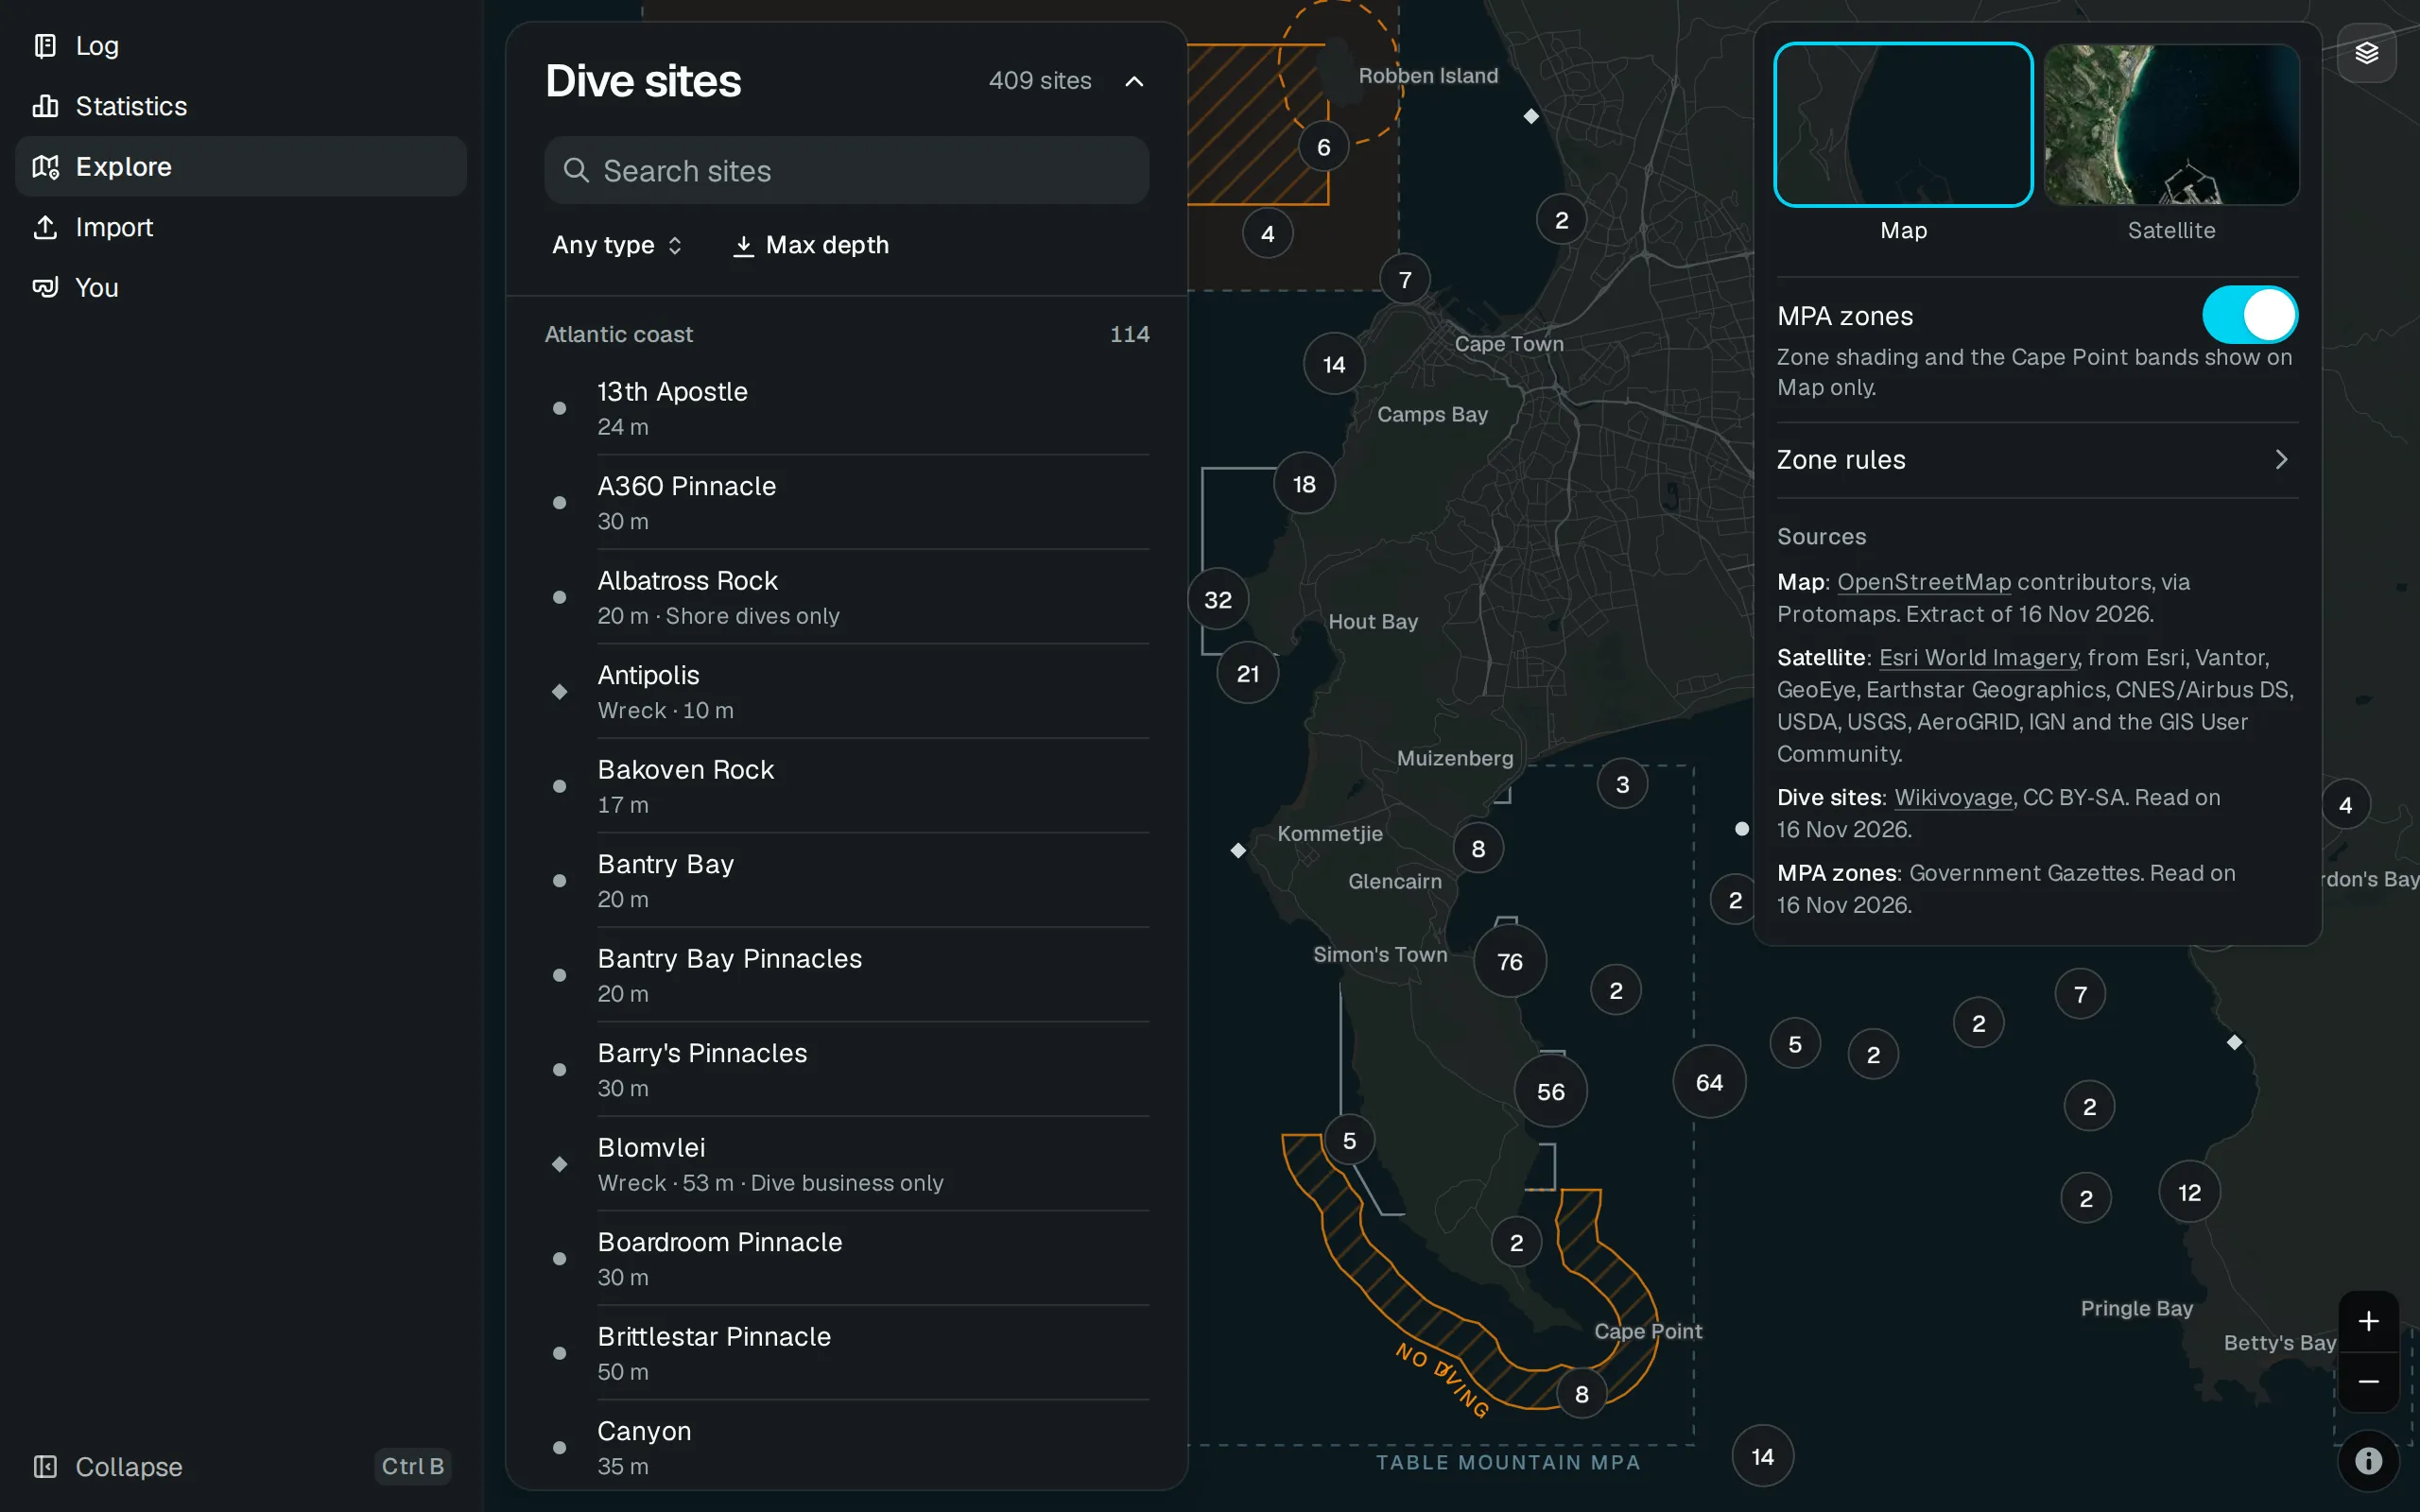 Log
Statistics
Explore
Import
You
Collapse
Ctrl B
Dive sites
409 sites
Search sites
Any type
Max depth
Atlantic coast
114
13th Apostle
24 m
A360 Pinnacle
30 m
Albatross Rock
20 m · Shore dives only
Antipolis
Wreck · 10 m
Bakoven Rock
17 m
Bantry Bay
20 m
Bantry Bay Pinnacles
20 m
Barry's Pinnacles
30 m
Blomvlei
Wreck · 53 m · Dive business only
Boardroom Pinnacle
30 m
Brittlestar Pinnacle
50 m
Canyon
35 m
Robben Island
6
4
2
7
Cape Town
14
Camps Bay
18
32
Hout Bay
21
Muizenberg
3
Kommetjie
8
Glencairn
2
Simon's Town
76
2
5
2
2
7
56
64
2
5
2
12
2
Cape Point
NO DIVING
8
Pringle Bay
Betty's Bay
14
TABLE MOUNTAIN MPA
4
rdon's Bay
Map
Satellite
MPA zones
Zone shading and the Cape Point bands show on
Map only.
Zone rules
Sources
Map: OpenStreetMap contributors, via
Protomaps. Extract of 16 Nov 2026.
Satellite: Esri World Imagery, from Esri, Vantor,
GeoEye, Earthstar Geographics, CNES/Airbus DS,
USDA, USGS, AeroGRID, IGN and the GIS User
Community.
Dive sites: Wikivoyage, CC BY-SA. Read on
16 Nov 2026.
MPA zones: Government Gazettes. Read on
16 Nov 2026.